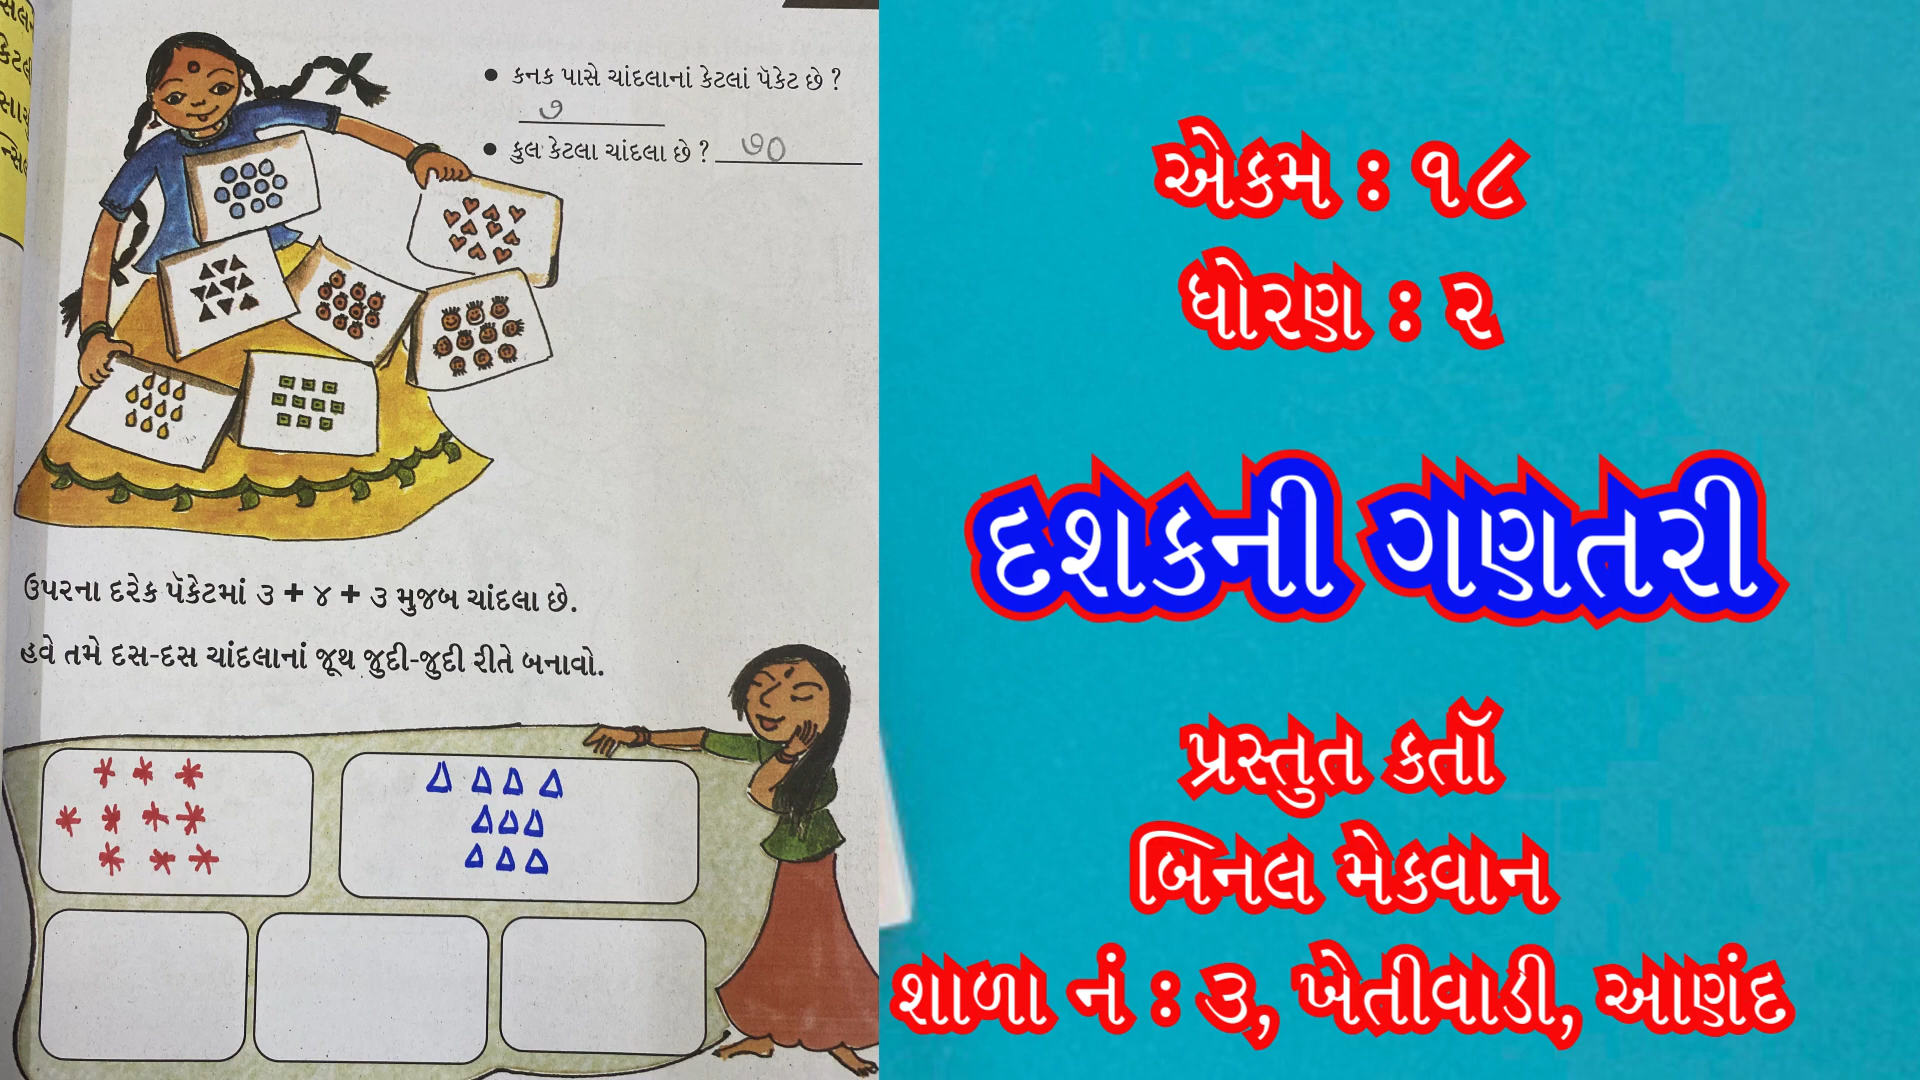 કનક પાસે ચાંદલાનાં કેટલાં પૅકેટ છે ?
૭
કુલ કેટલા ચાંદલા છે ? ૭૦
ઉપરના દરેક પૅકેટમાં ૩ + ૪ + ૩ મુજબ ચાંદલા છે.
હવે તમે દસ-દસ ચાંદલાનાં જૂથ જુદી-જુદી રીતે બનાવો.
એકમ : ૧૮
ધોરણ : ૨
દશકની ગણતરી
પ્રસ્તુત કર્તા
બિનલ મેકવાન
શાળા નં : ૩, ખેતીવાડી, આણંદ